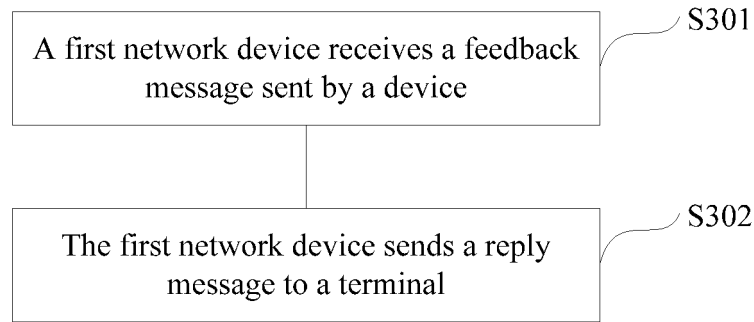 A first network device receives a feedback
message sent by a device
S301
The first network device sends a reply
message to a terminal
S302